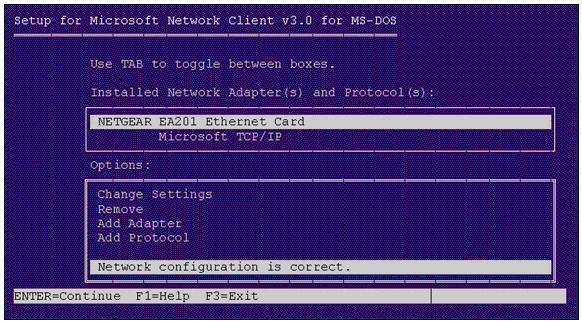 Setup for Microsoft Network Client v3.0 for MS-DOS
Use TAB to toggle between boxes.
Installed Network Adapter(s) and Protocol(s):
NETGEAR EA201 Ethernet Card
Microsoft TCP/IP
Options:
Change Settings
Remove
Add Adapter
Add Protocol
Network configuration is correct.
ENTER=Continue F1=Help F3=Exit